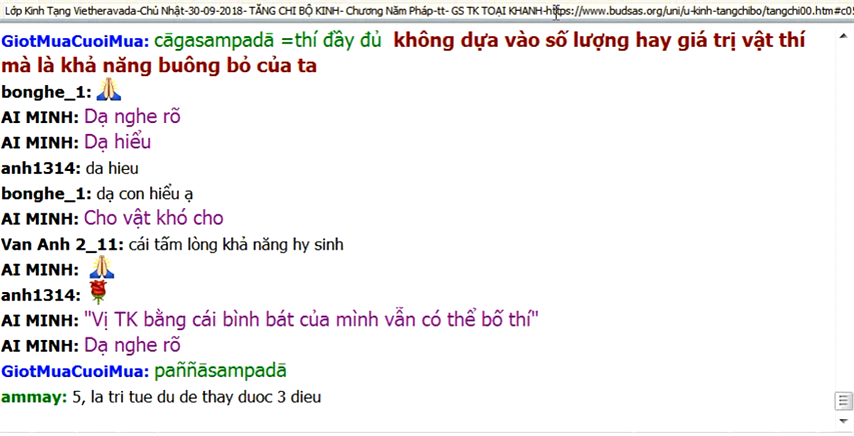 Lớp Kinh Tạng Vietheravada-Chủ Nhật-30-09-2018- TĂNG CHI BỘ KINH- Chương Năm Pháp-tt- GS TK TOẠI KHANH-https://www.budsas.org/uni/u-kinh-tangchibo/tangchi00.htm#c05
GiotMuaCuoiMua: cāgasampadā =thí đầy đủ không dựa vào số lượng hay giá trị vật thí
mà là khả năng buông bỏ của ta
bonghe_1:
AI MINH: Dạ nghe rõ
AI MINH: Dạ hiểu
anh1314: da hieu
bonghe_1: dạ con hiểu ạ
AI MINH: Cho vật khó cho
Van Anh 2_11: cái tấm lòng khả năng hy sinh
AI MINH:
anh1314:
AI MINH: "Vị TK bằng cái bình bát của mình vẫn có thể bố thí"
AI MINH: Dạ nghe rõ
GiotMuaCuoiMua: paññāsampadā
ammay: 5, la tri tue du de thay duoc 3 dieu